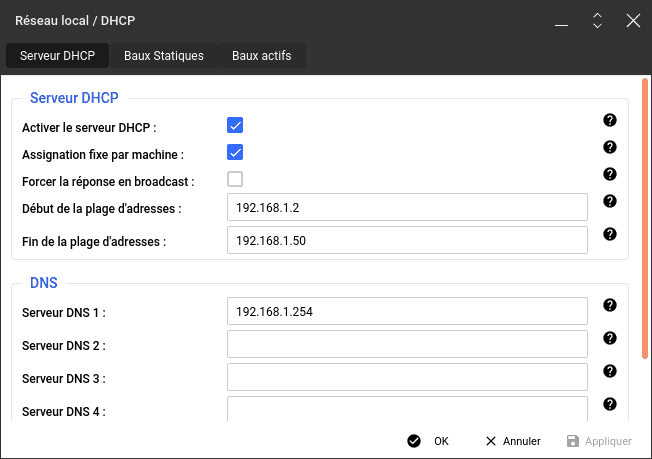 Réseau local / DHCP
Serveur DHCP Baux Statiques Baux actifs
Serveur DHCP
Activer le serveur DHCP :
Assignation fixe par machine :
Forcer la réponse en broadcast :
Début de la plage d'adresses : 192.168.1.2
Fin de la plage d'adresses : 192.168.1.50
DNS
Serveur DNS 1 : 192.168.1.254
Serveur DNS 2 :
Serveur DNS 3 :
Serveur DNS 4 :
OK Annuler Appliquer